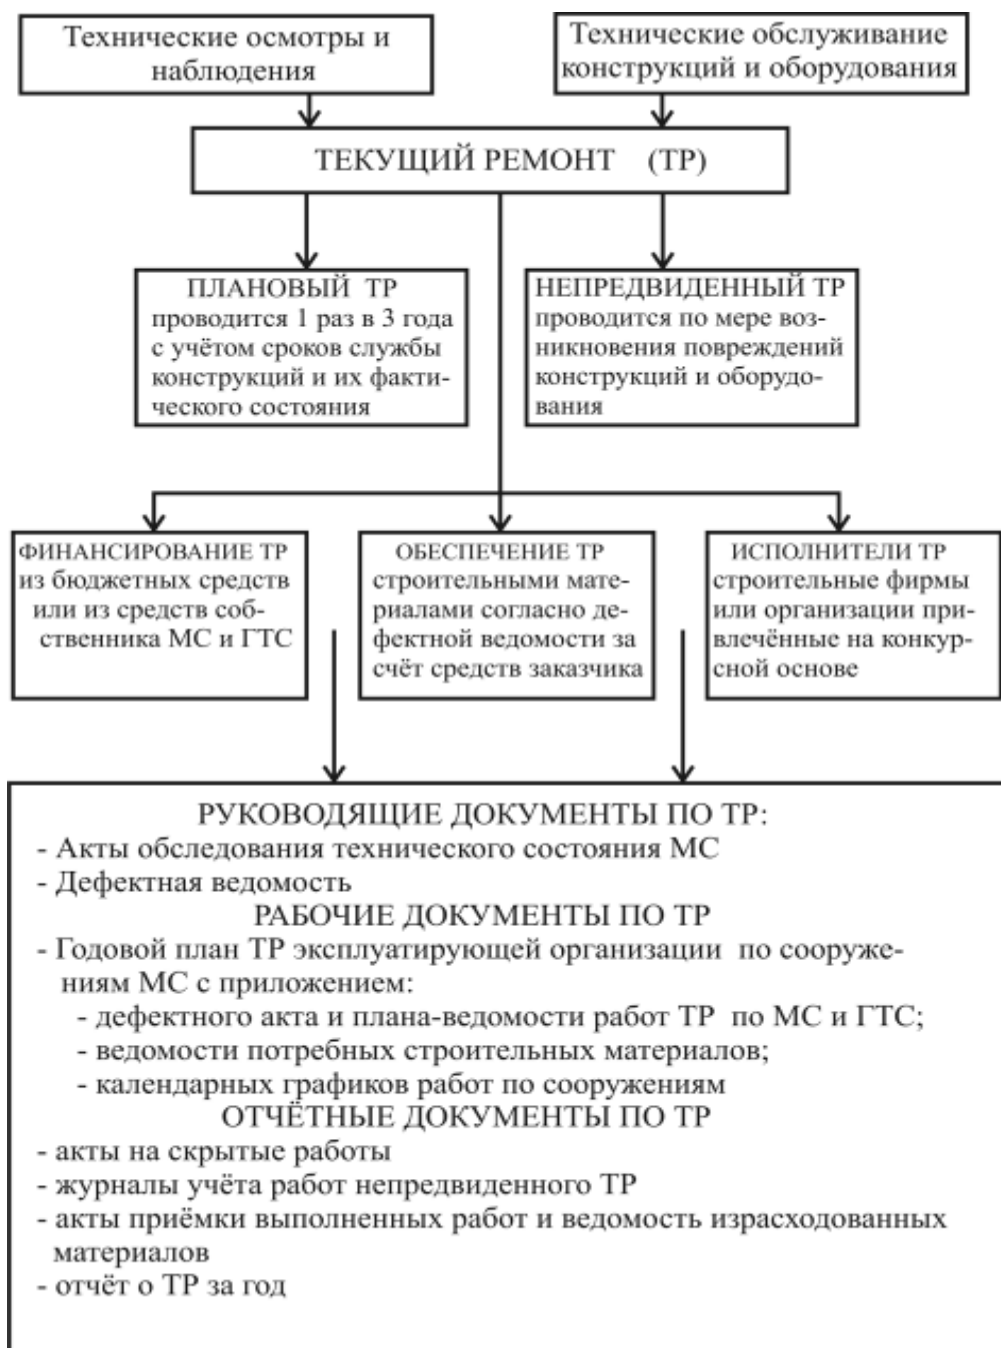 Технические осмотры и
наблюдения
Технические обслуживание
конструкций и оборудования
ТЕКУЩИЙ РЕМОНТ (ТР)
ПЛАНОВЫЙ ТР
проводится 1 раз в 3 года
с учётом сроков службы
конструкций и их факти-
ческого состояния
НЕПРЕДВИДЕННЫЙ ТР
проводится по мере воз-
никновения повреждений
конструкций и оборудо-
вания
ФИНАНСИРОВАНИЕ ТР
из бюджетных средств
или из средств соб-
ственника МС и ГТС
ОБЕСПЕЧЕНИЕ ТР
строительными мате-
риалами согласно де-
фектной ведомости за
счёт средств заказчика
ИСПОЛНИТЕЛИ ТР
строительные фирмы
или организации при-
влечённые на конкур-
сной основе
РУКОВОДЯЩИЕ ДОКУМЕНТЫ ПО ТР:
- Акты обследования технического состояния МС
- Дефектная ведомость
РАБОЧИЕ ДОКУМЕНТЫ ПО ТР
- Годовой план ТР эксплуатирующей организации по сооруже-
ниям МС с приложением:
- дефектного акта и плана-ведомости работ ТР по МС и ГТС;
- ведомости потребных строительных материалов;
- календарных графиков работ по сооружениям
ОТЧЁТНЫЕ ДОКУМЕНТЫ ПО ТР
- акты на скрытые работы
- журналы учёта работ непредвиденного ТР
- акты приёмки выполненных работ и ведомость израсходованных
материалов
- отчёт о ТР за год